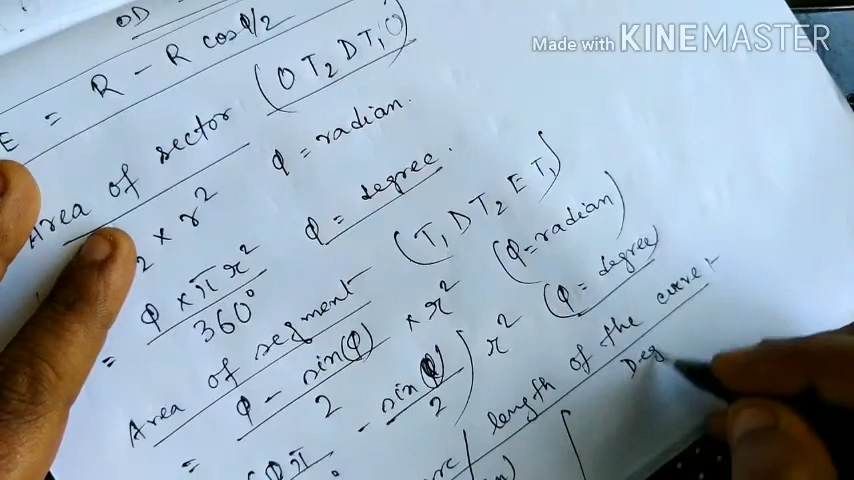 OD
E = R - R cos φ/2
Area of sector (OT₂DT₁O)
2 × r² φ = radian.
= φ × π r² / 360° φ = degree.
Area of segment (T₁DT₂ET₁)
φ - sin(φ) / 2 × r² (φ = radian)
= φπ - sin(φ) / 2) r² (φ = degree)
length of the curve
Deg
Made with KINEMASTER